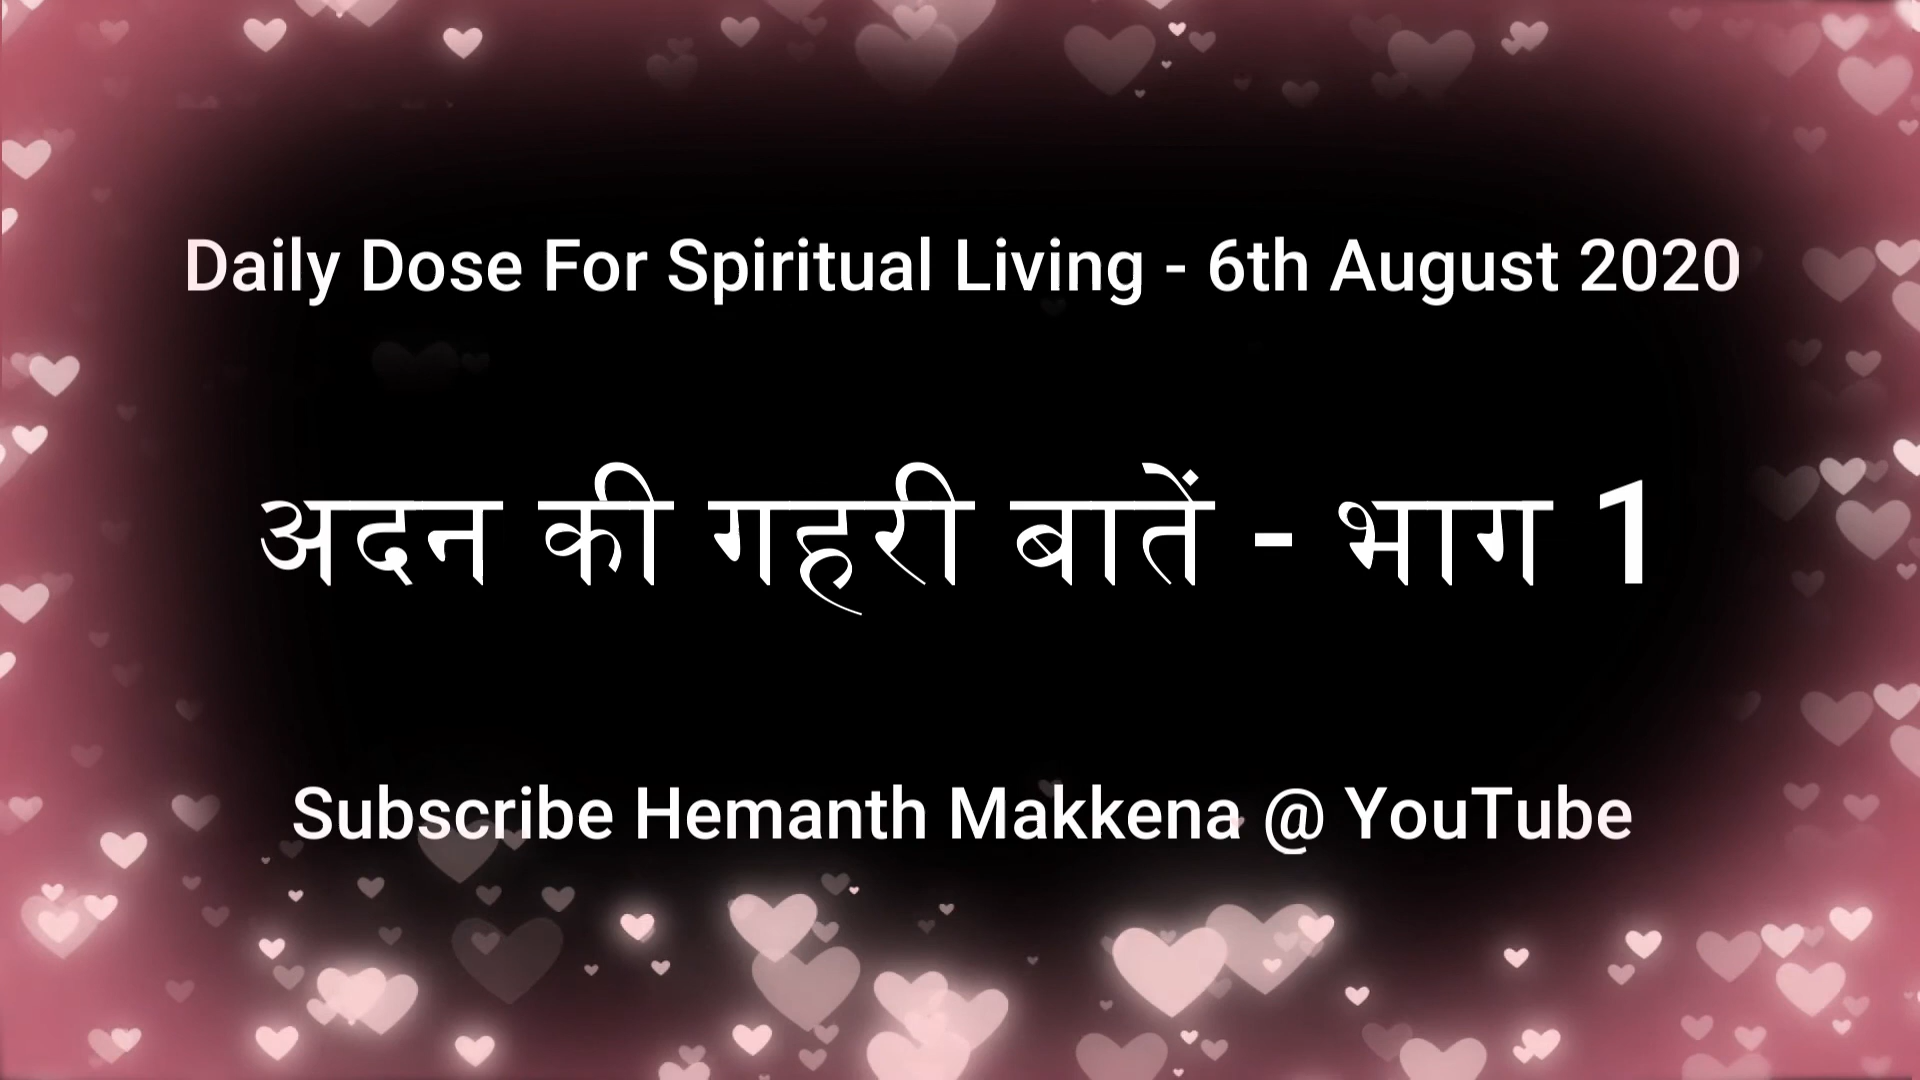 Daily Dose For Spiritual Living - 6th August 2020
अदन की गहरी बातें - भाग 1
Subscribe Hemanth Makkena @ YouTube